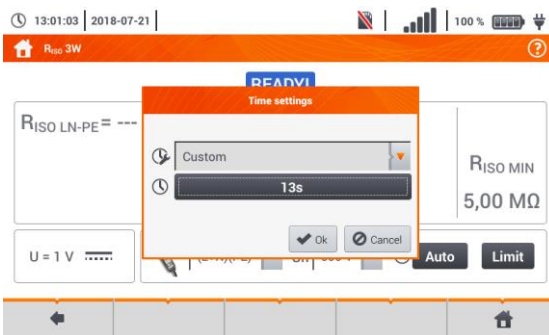 13:01:03 2018-07-21 100 %
RISO 3W
READY!
Time settings
RISO LN-PE= ---
Custom
13s
RISO MIN
5,00 MΩ
Ok Cancel
U = 1 V
Auto Limit